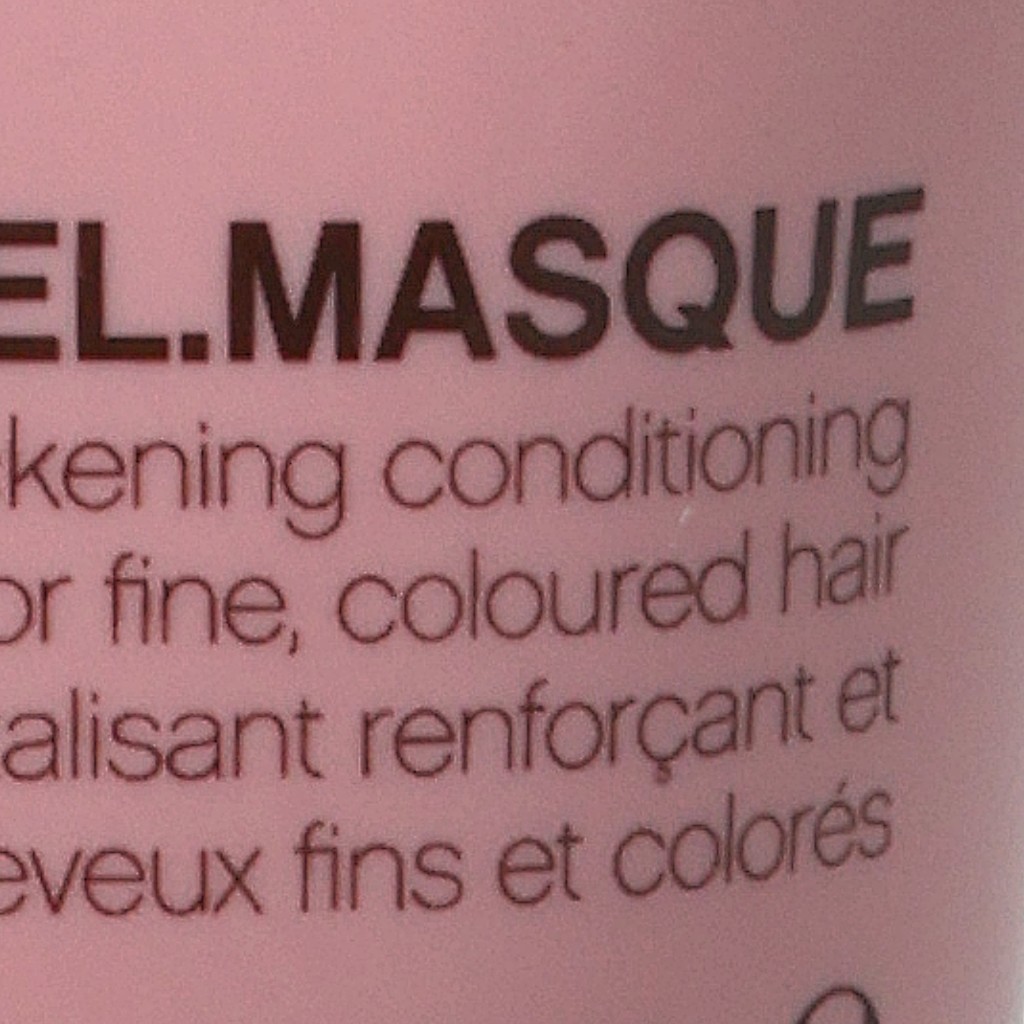 EL.MASQUE
kening conditioning
or fine, coloured hair
alisant renforçant et
eveux fins et colorés